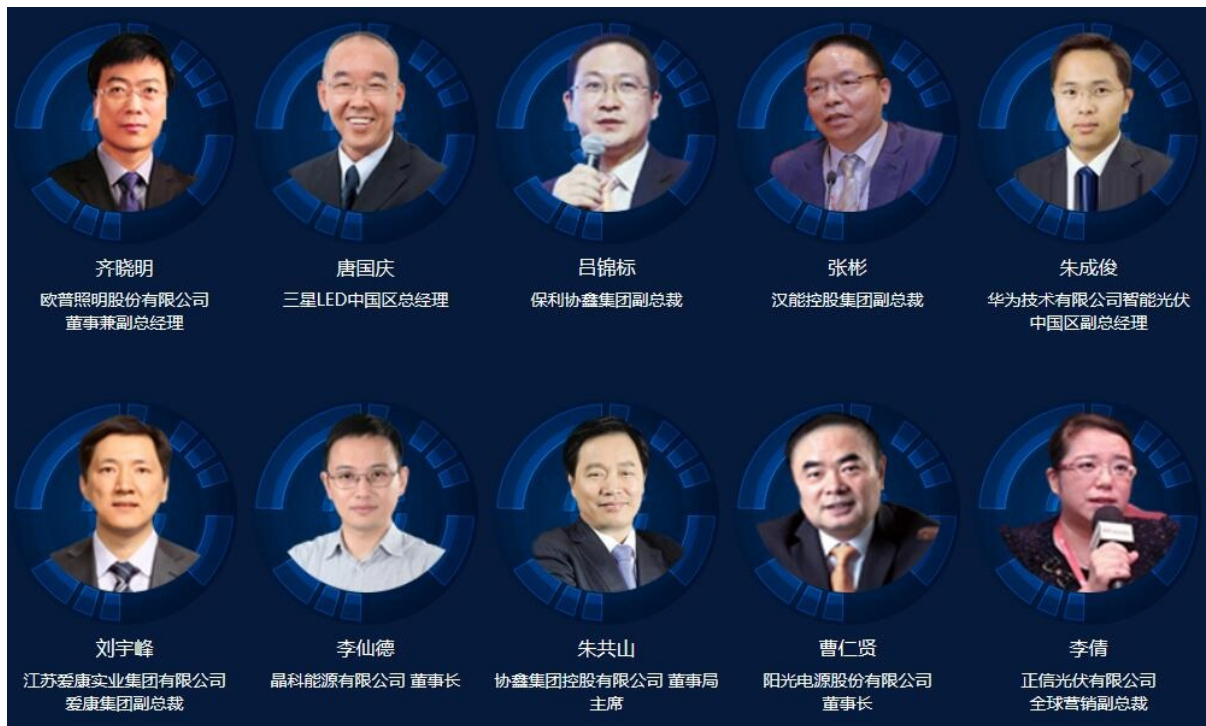 齐晓明
唐国庆
吕锦标
张彬
朱成俊
欧普照明股份有限公司
董事兼副总经理
三星LED中国区总经理
保利协鑫集团副总裁
汉能控股集团副总裁
华为技术有限公司智能光伏
中国区副总经理
刘宇峰
李仙德
朱共山
曹仁贤
李倩
江苏爱康实业集团有限公司
爱康集团副总裁
晶科能源有限公司 董事长
协鑫集团控股有限公司 董事局
主席
阳光电源股份有限公司
董事长
正信光伏有限公司
全球营销副总裁